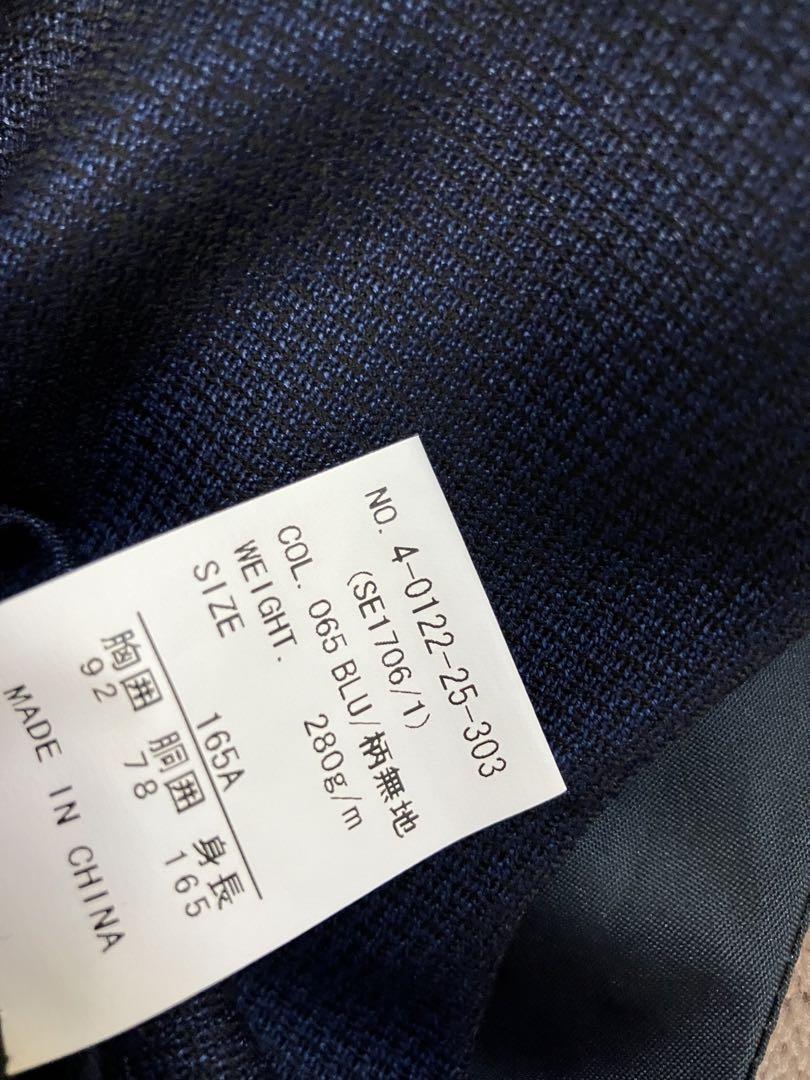 NO. 4-0122-25-303
(SE1706/1)
COL. 065 BLU/柄無地
WEIGHT. 280g/m
SIZE 165A
胸囲 胴囲 身長
92 78 165
MADE IN CHINA